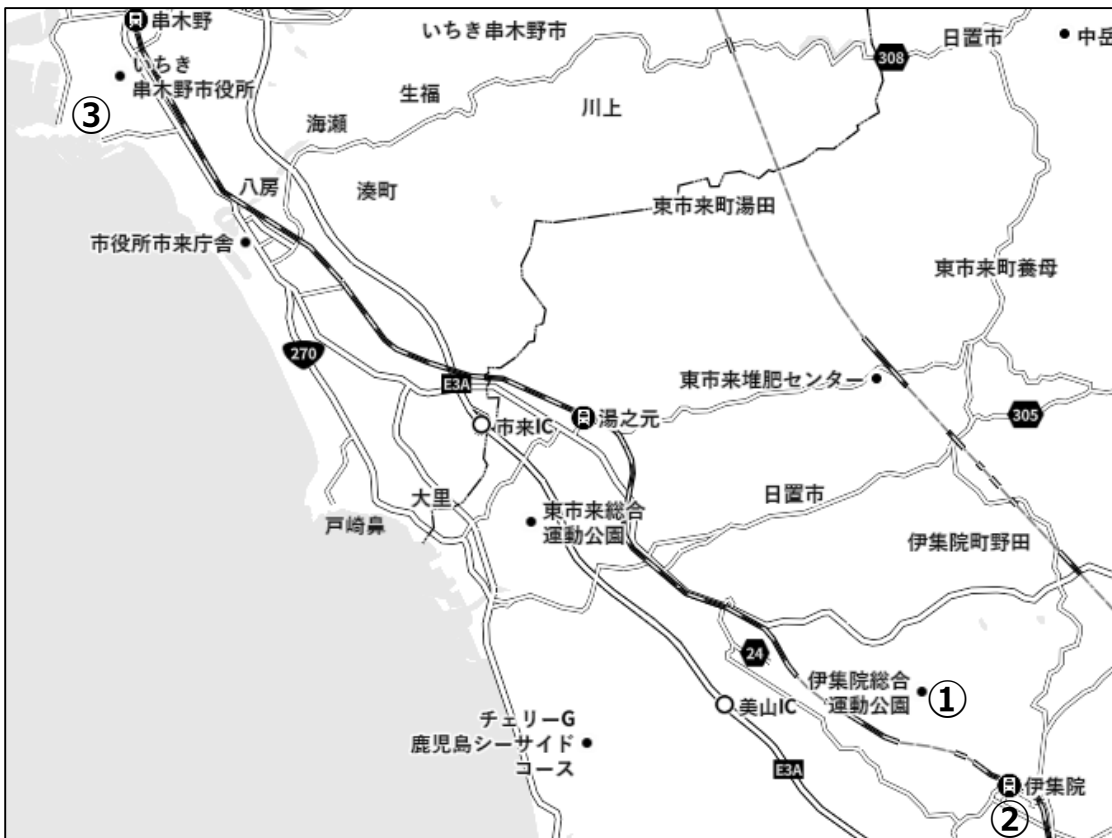 串木野
いちき串木野市
日置市
中岳
いちき
串木野市役所
308
生福
川上
③
海瀬
八房
湊町
東市来町湯田
市役所市来庁舎
東市来町養母
270
E3A
東市来堆肥センター
市来IC
湯之元
305
大里
日置市
戸崎鼻
東市来総合
運動公園
伊集院町野田
24
伊集院総合
運動公園
①
美山IC
チェリーG
鹿児島シーサイド
コース
E3A
伊集院
②